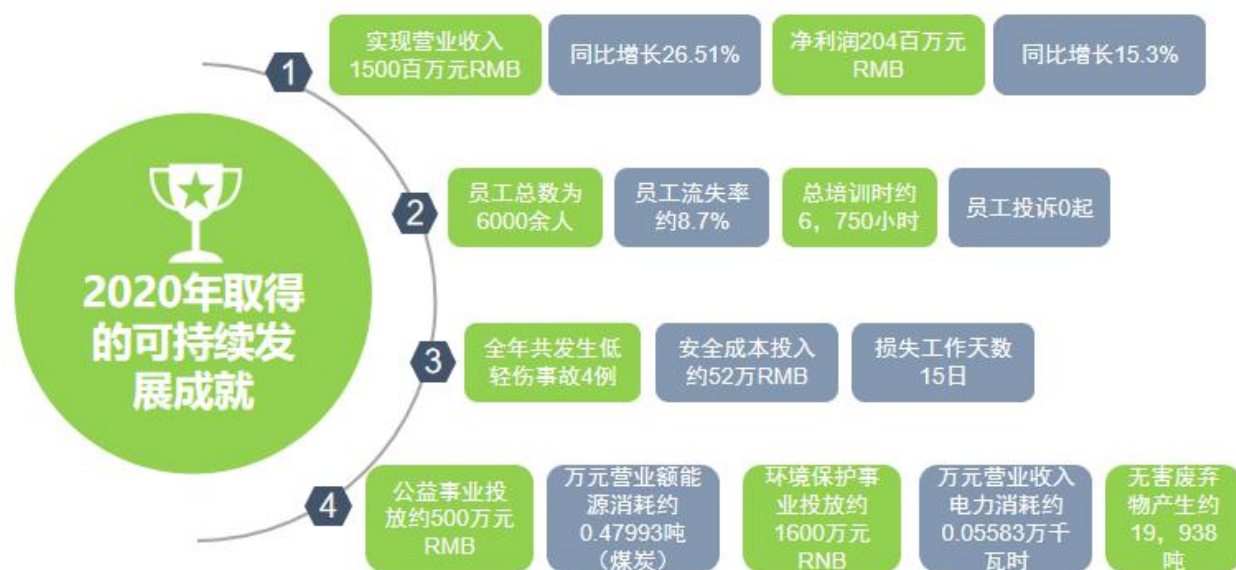 2020年取得
的可持续发
展成就
1
实现营业收入
1500百万元RMB
同比增长26.51%
净利润204百万元
RMB
同比增长15.3%
2
员工总数为
6000余人
员工流失率
约8.7%
总培训时约
6，750小时
员工投诉0起
3
全年共发生低
轻伤事故4例
安全成本投入
约52万RMB
损失工作天数
15日
4
公益事业投
放约500万元
RMB
万元营业额能
源消耗约
0.47993吨
（煤炭）
环境保护事
业投放约
1600万元
RNB
万元营业收入
电力消耗约
0.05583万千
瓦时
无害废弃
物产生约
19，938
吨